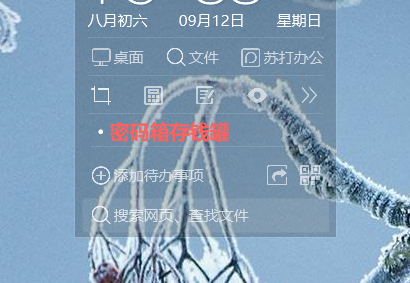 八月初六 09月12日 星期日
桌面 文件 苏打办公
• 密码箱存钱罐
添加待办事项
搜索网页、查找文件